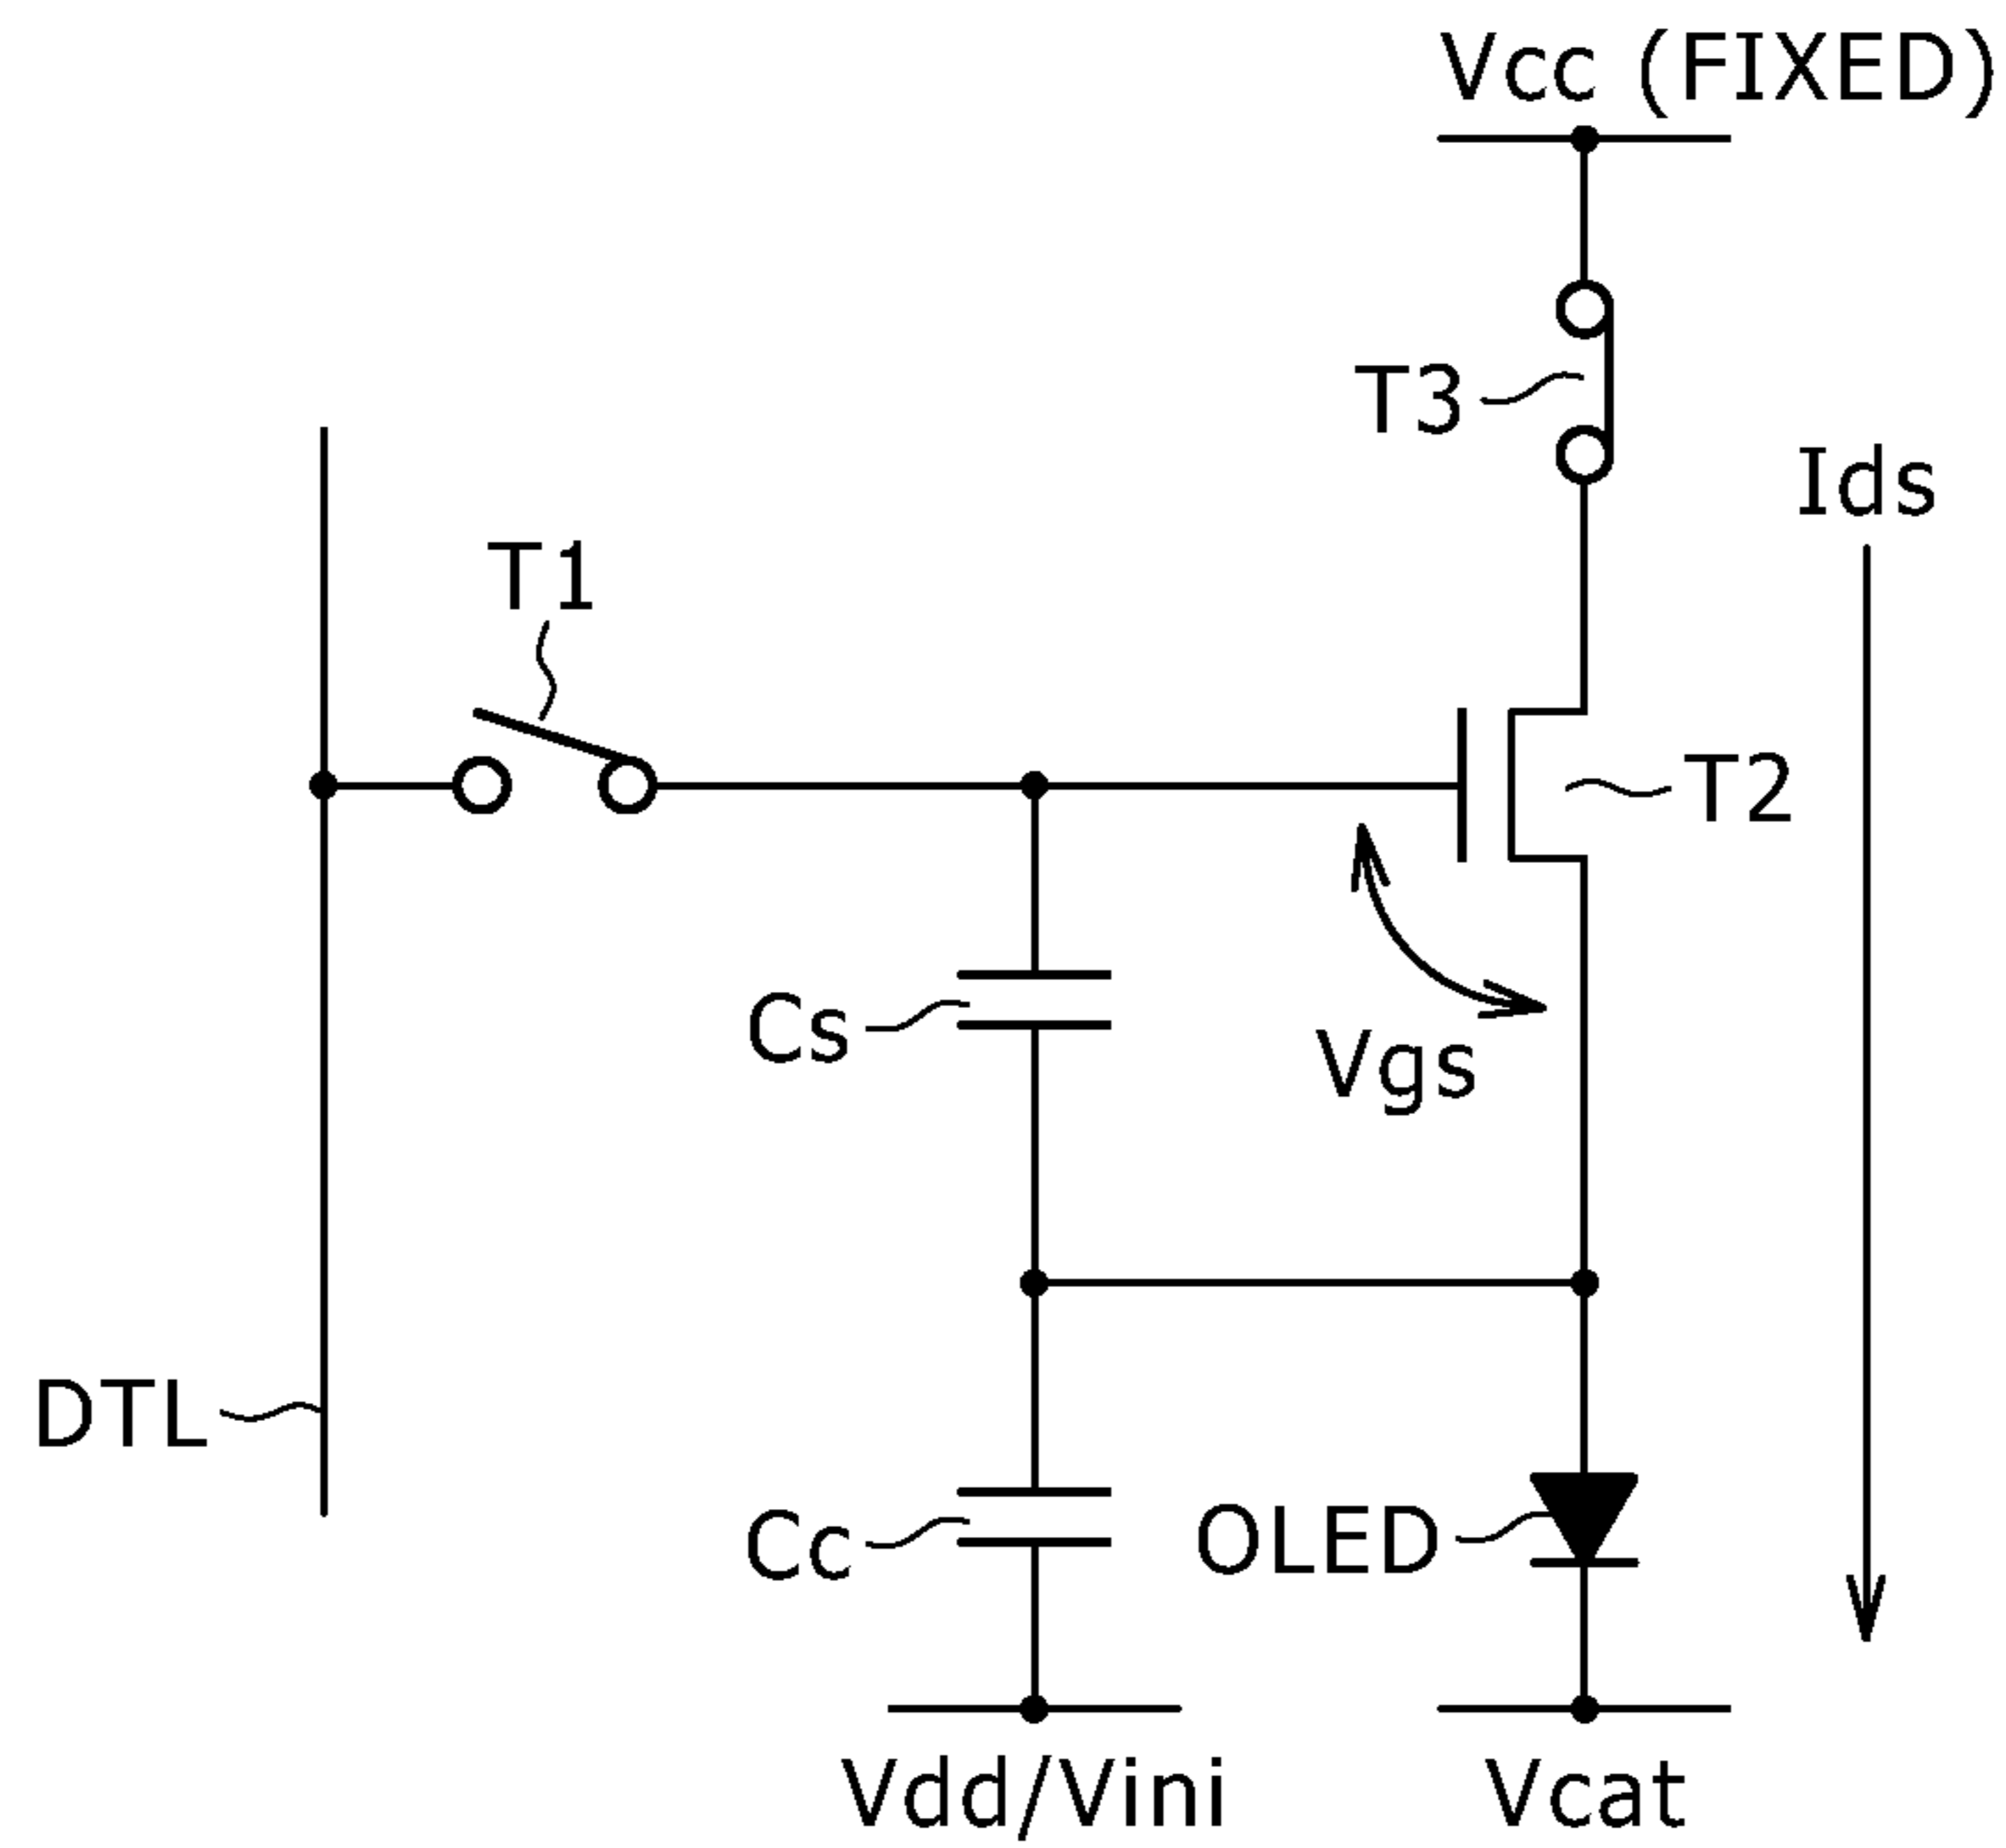 Vcc (FIXED)
T3
Ids
T1
T2
Cs
Vgs
DTL
Cc
OLED
Vdd/Vini
Vcat